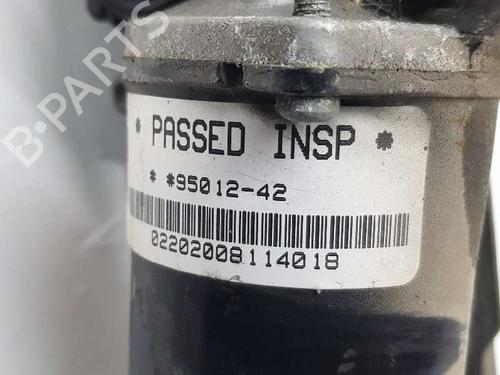 B-PARTS
* PASSED INSP *
* #95012-42
02202008114018